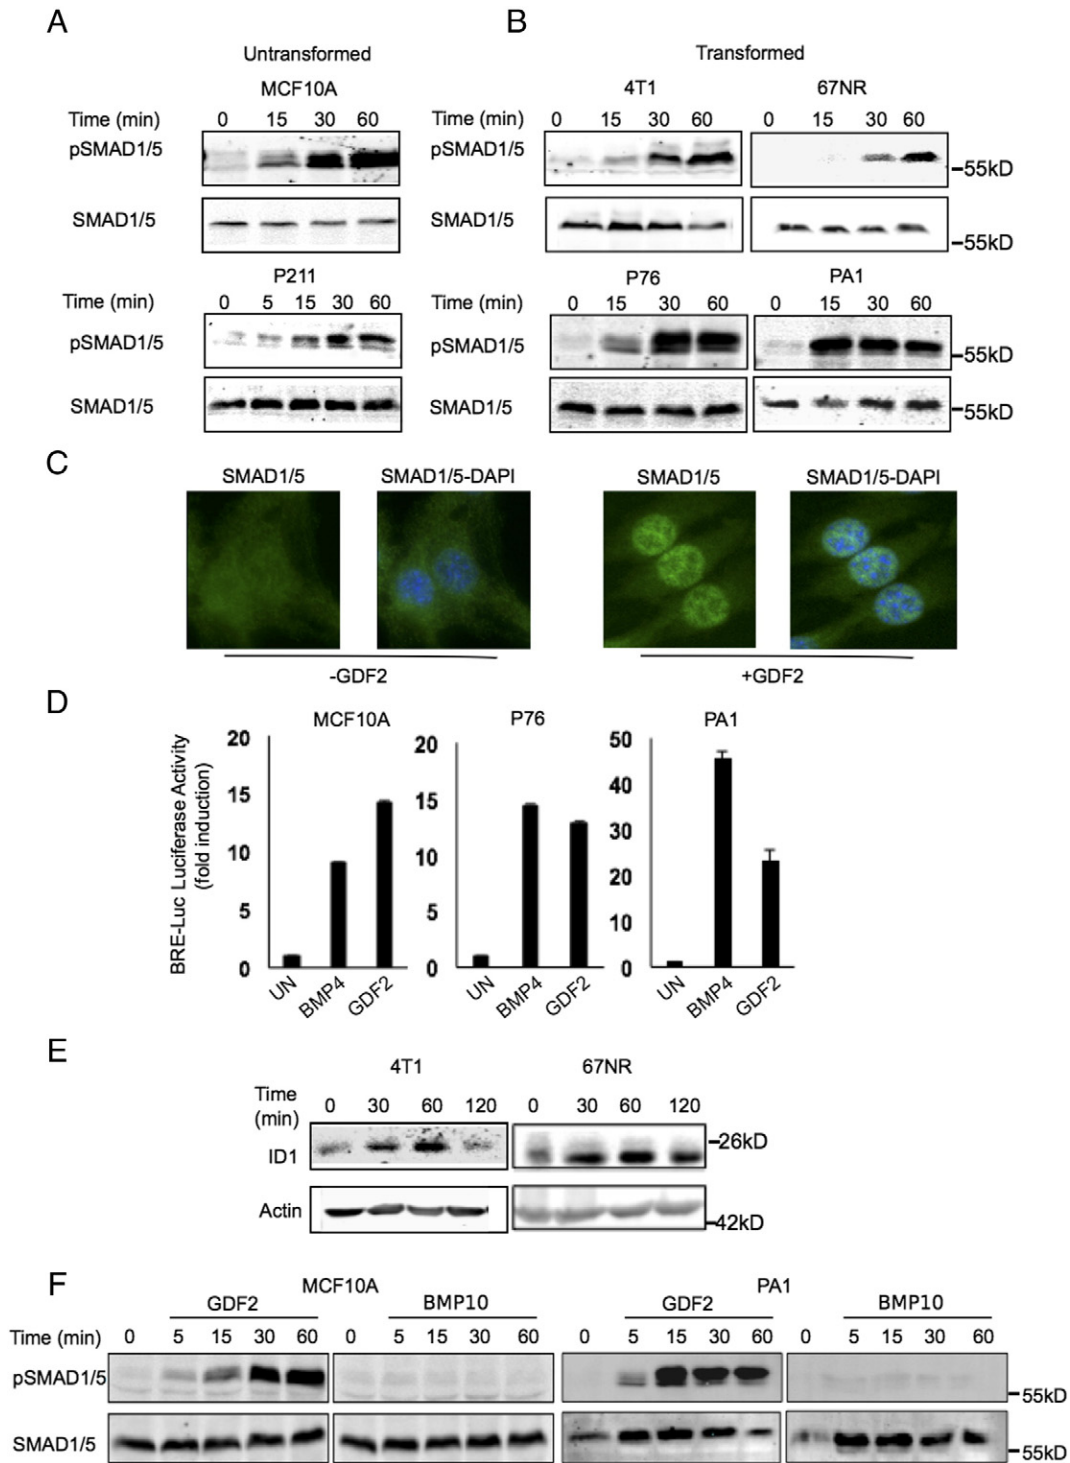 A
B
Untransformed
Transformed
MCF10A
4T1
67NR
Time (min) 0 15 30 60
Time (min) 0 15 30 60 0 15 30 60
pSMAD1/5
pSMAD1/5
-55kD
SMAD1/5
SMAD1/5
-55kD
P211
P76
PA1
Time (min) 0 5 15 30 60
Time (min) 0 15 30 60 0 15 30 60
pSMAD1/5
pSMAD1/5
-55kD
SMAD1/5
SMAD1/5
-55kD
C
SMAD1/5 SMAD1/5-DAPI SMAD1/5 SMAD1/5-DAPI
-GDF2 +GDF2
D
MCF10A P76 PA1
BRE-Luc Luciferase Activity
(fold induction)
20
15
10
5
0
UN BMP4 GDF2
20
15
10
5
0
UN BMP4 GDF2
50
40
30
20
10
0
UN BMP4 GDF2
E
4T1 67NR
Time
(min)
0 30 60 120 0 30 60 120
ID1
-26kD
Actin
-42kD
F
MCF10A PA1
GDF2 BMP10 GDF2 BMP10
Time (min) 0 5 15 30 60 0 5 15 30 60 0 5 15 30 60 0 5 15 30 60
pSMAD1/5
-55kD
SMAD1/5
-55kD